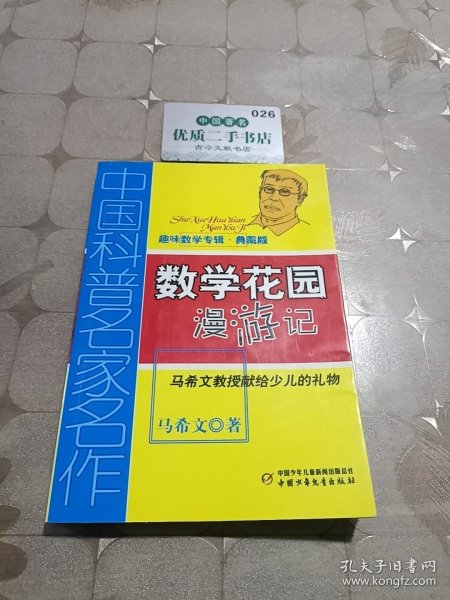 026
中国著名
优质二手书店
古今文献书店
中国科普名家名作
Shu Xue Hua Yuan
Man You Ji
趣味数学专辑·典藏版
数学花园
漫游记
马希文教授献给少儿的礼物
马希文◎著
中国少年儿童新闻出版总社
中国少年儿童出版社
孔夫子旧书网
www.kongfz.com